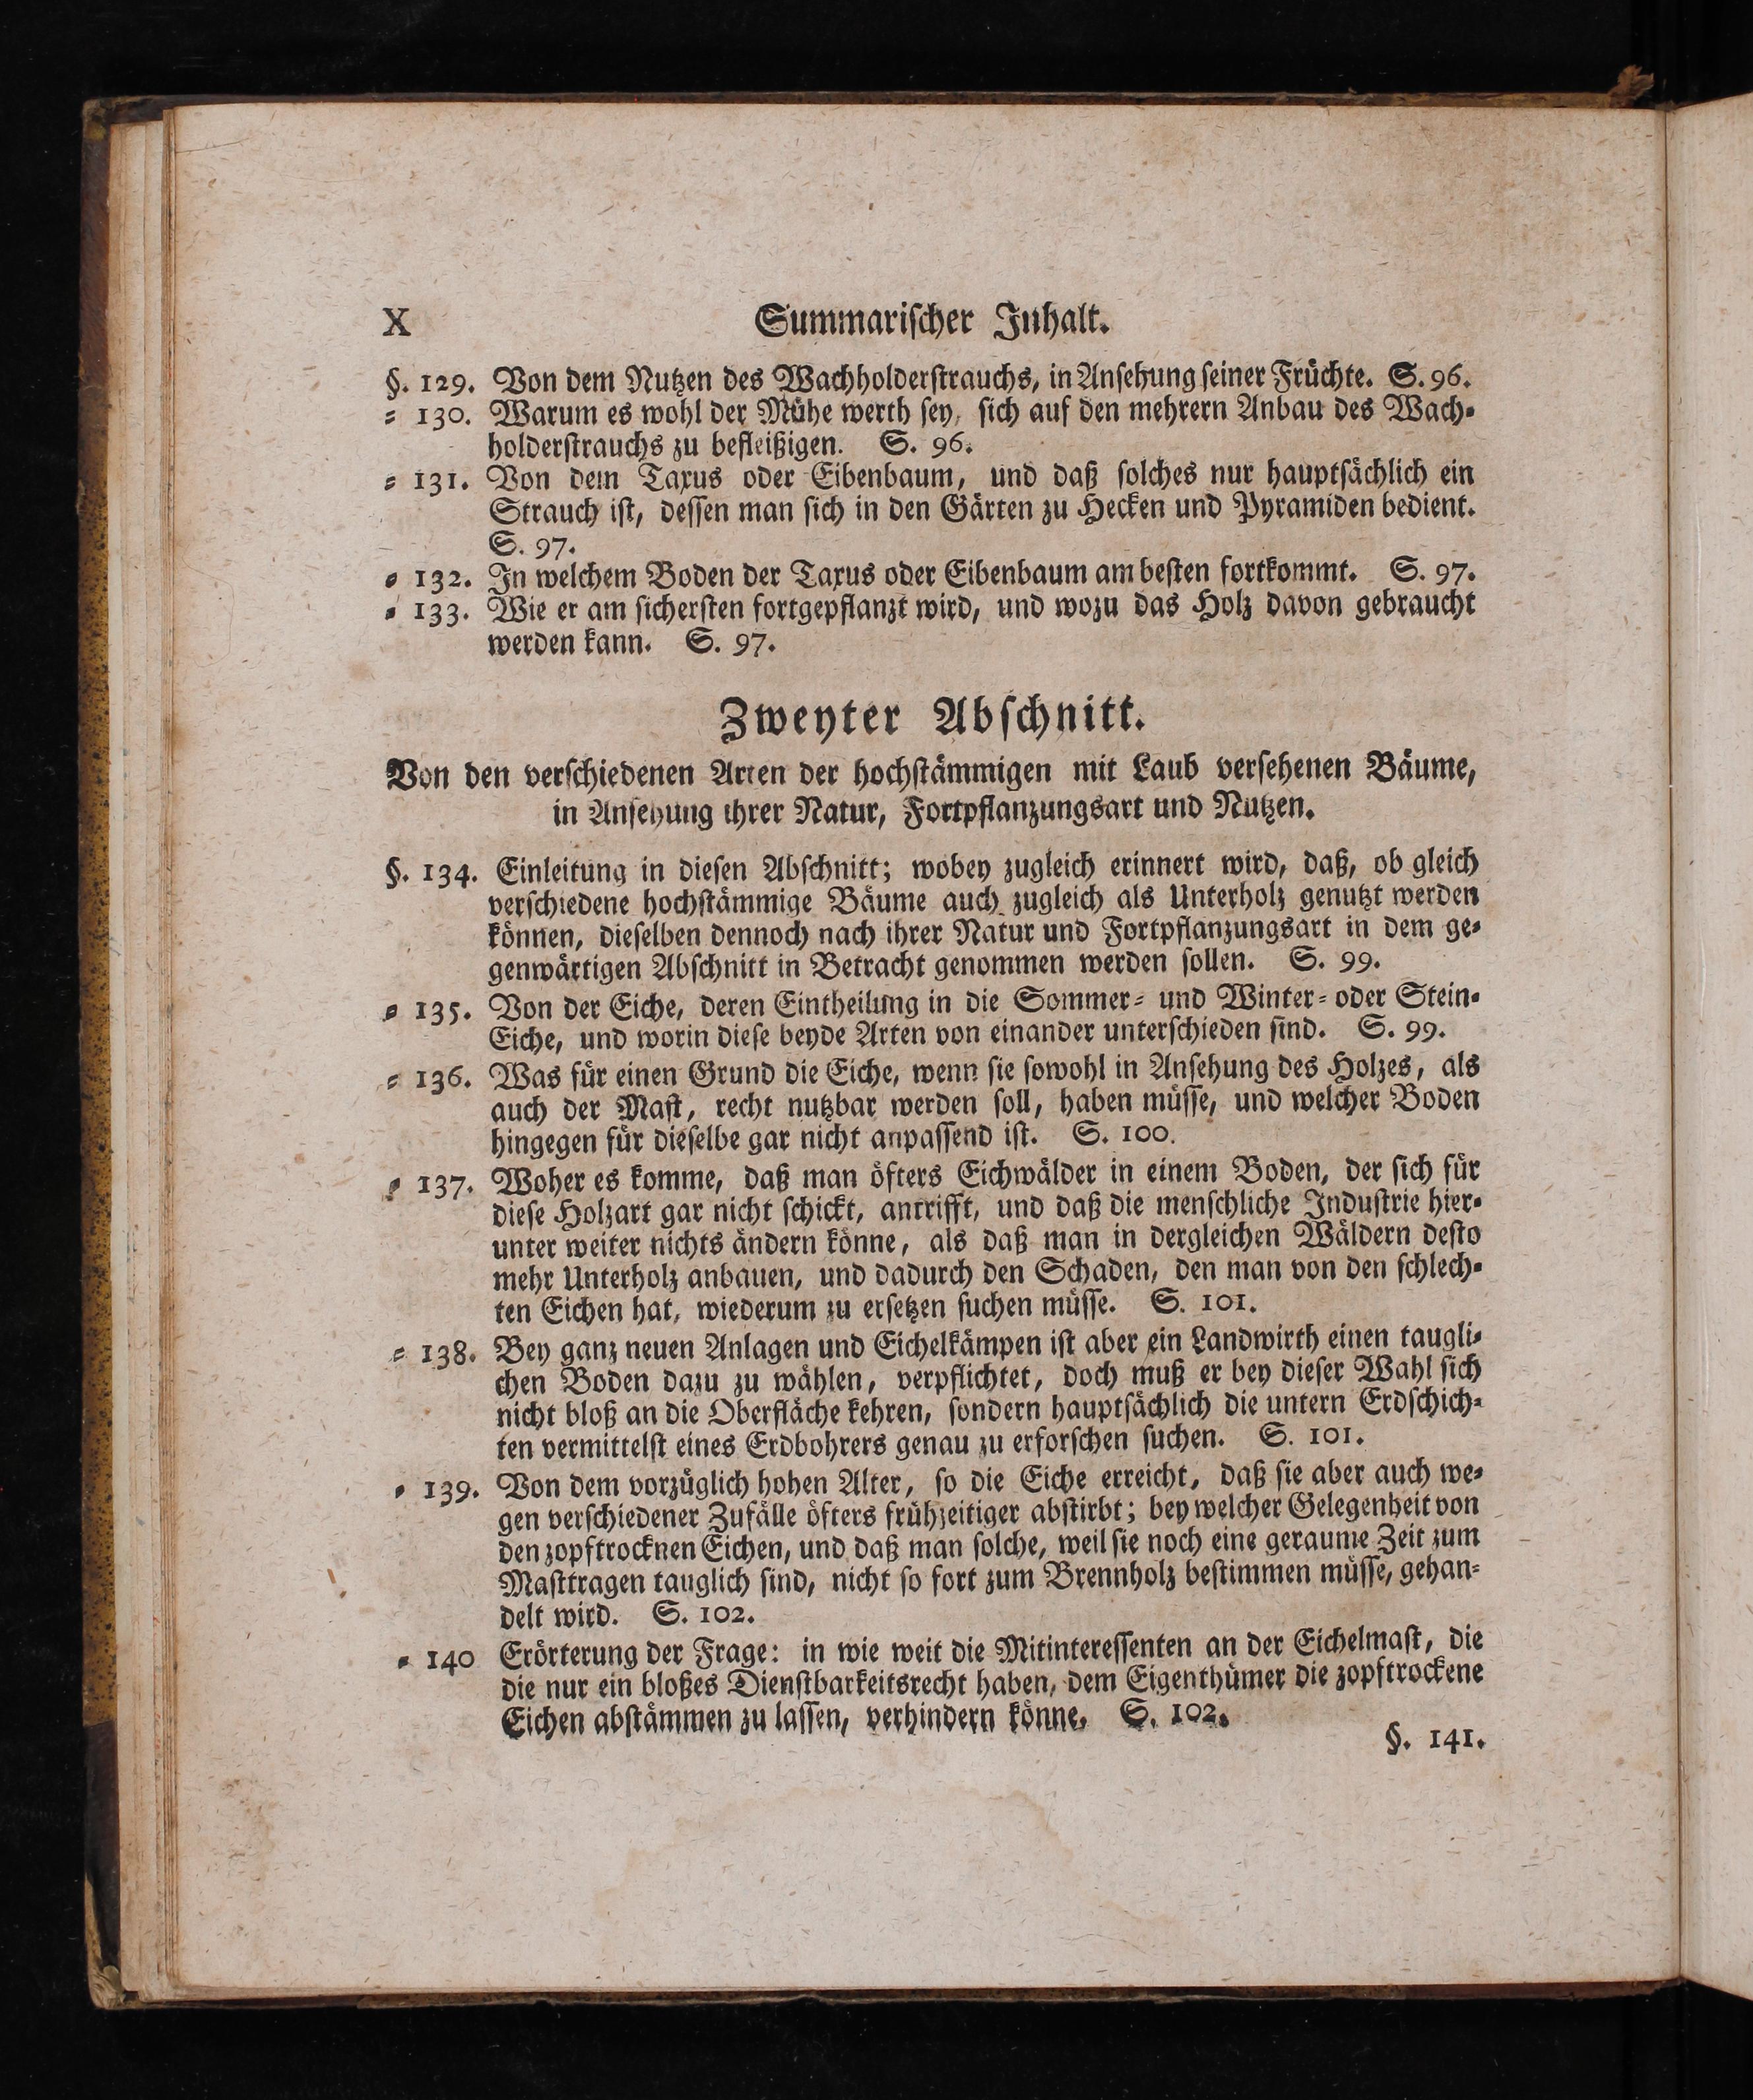 X Summarischer Inhalt.
§. 129. Von dem Nutzen des Wachholderstrauchs, in Ansehung seiner Früchte. S. 96.
= 130. Warum es wohl der Mühe werth sey, sich auf den mehrern Anbau des Wach=
holderstrauchs zu befleißigen. S. 96.
= 131. Von dem Taxus oder Eibenbaum, und daß solches nur hauptsächlich ein
Strauch ist, dessen man sich in den Gärten zu Hecken und Pyramiden bedient.
S. 97.
= 132. In welchem Boden der Taxus oder Eibenbaum am besten fortkommt. S. 97.
= 133. Wie er am sichersten fortgepflanzt wird, und wozu das Holz davon gebraucht
werden kann. S. 97.
Zweyter Abschnitt.
Von den verschiedenen Arten der hochstämmigen mit Laub versehenen Bäume,
in Ansehung ihrer Natur, Fortpflanzungsart und Nutzen.
§. 134. Einleitung in diesen Abschnitt; wobey zugleich erinnert wird, daß, ob gleich
verschiedene hochstämmige Bäume auch zugleich als Unterholz genutzt werden
können, dieselben dennoch nach ihrer Natur und Fortpflanzungsart in dem ge=
genwärtigen Abschnitt in Betracht genommen werden sollen. S. 99.
= 135. Von der Eiche, deren Eintheilung in die Sommer= und Winter= oder Stein=
Eiche, und worin diese beyde Arten von einander unterschieden sind. S. 99.
= 136. Was für einen Grund die Eiche, wenn sie sowohl in Ansehung des Holzes, als
auch der Mast, recht nutzbar werden soll, haben müsse, und welcher Boden
hingegen für dieselbe gar nicht anpassend ist. S. 100.
= 137. Woher es komme, daß man öfters Eichwälder in einem Boden, der sich für
diese Holzart gar nicht schickt, antrifft, und daß die menschliche Industrie hier=
unter weiter nichts ändern könne, als daß man in dergleichen Wäldern desto
mehr Unterholz anbauen, und dadurch den Schaden, den man von den schlech=
ten Eichen hat, wiederum zu ersetzen suchen müsse. S. 101.
= 138. Bey ganz neuen Anlagen und Eichelkämpen ist aber ein Landwirth einen taugli=
chen Boden dazu zu wählen, verpflichtet, doch muß er bey dieser Wahl sich
nicht bloß an die Oberfläche kehren, sondern hauptsächlich die untern Erdschich=
ten vermittelst eines Erdbohrers genau zu erforschen suchen. S. 101.
= 139. Von dem vorzüglich hohen Alter, so die Eiche erreicht, daß sie aber auch we=
gen verschiedener Zufälle öfters frühzeitiger abstirbt; bey welcher Gelegenheit von
den zopftrocknen Eichen, und daß man solche, weil sie noch eine geraume Zeit zum
Masttragen tauglich sind, nicht so fort zum Brennholz bestimmen müsse, gehan=
delt wird. S. 102.
= 140 Erörterung der Frage: in wie weit die Mitinteressenten an der Eichelmast, die
die nur ein bloßes Dienstbarkeitsrecht haben, dem Eigenthümer die zopftrockene
Eichen abstämmen zu lassen, verhindern könne. S. 102.
§. 141.